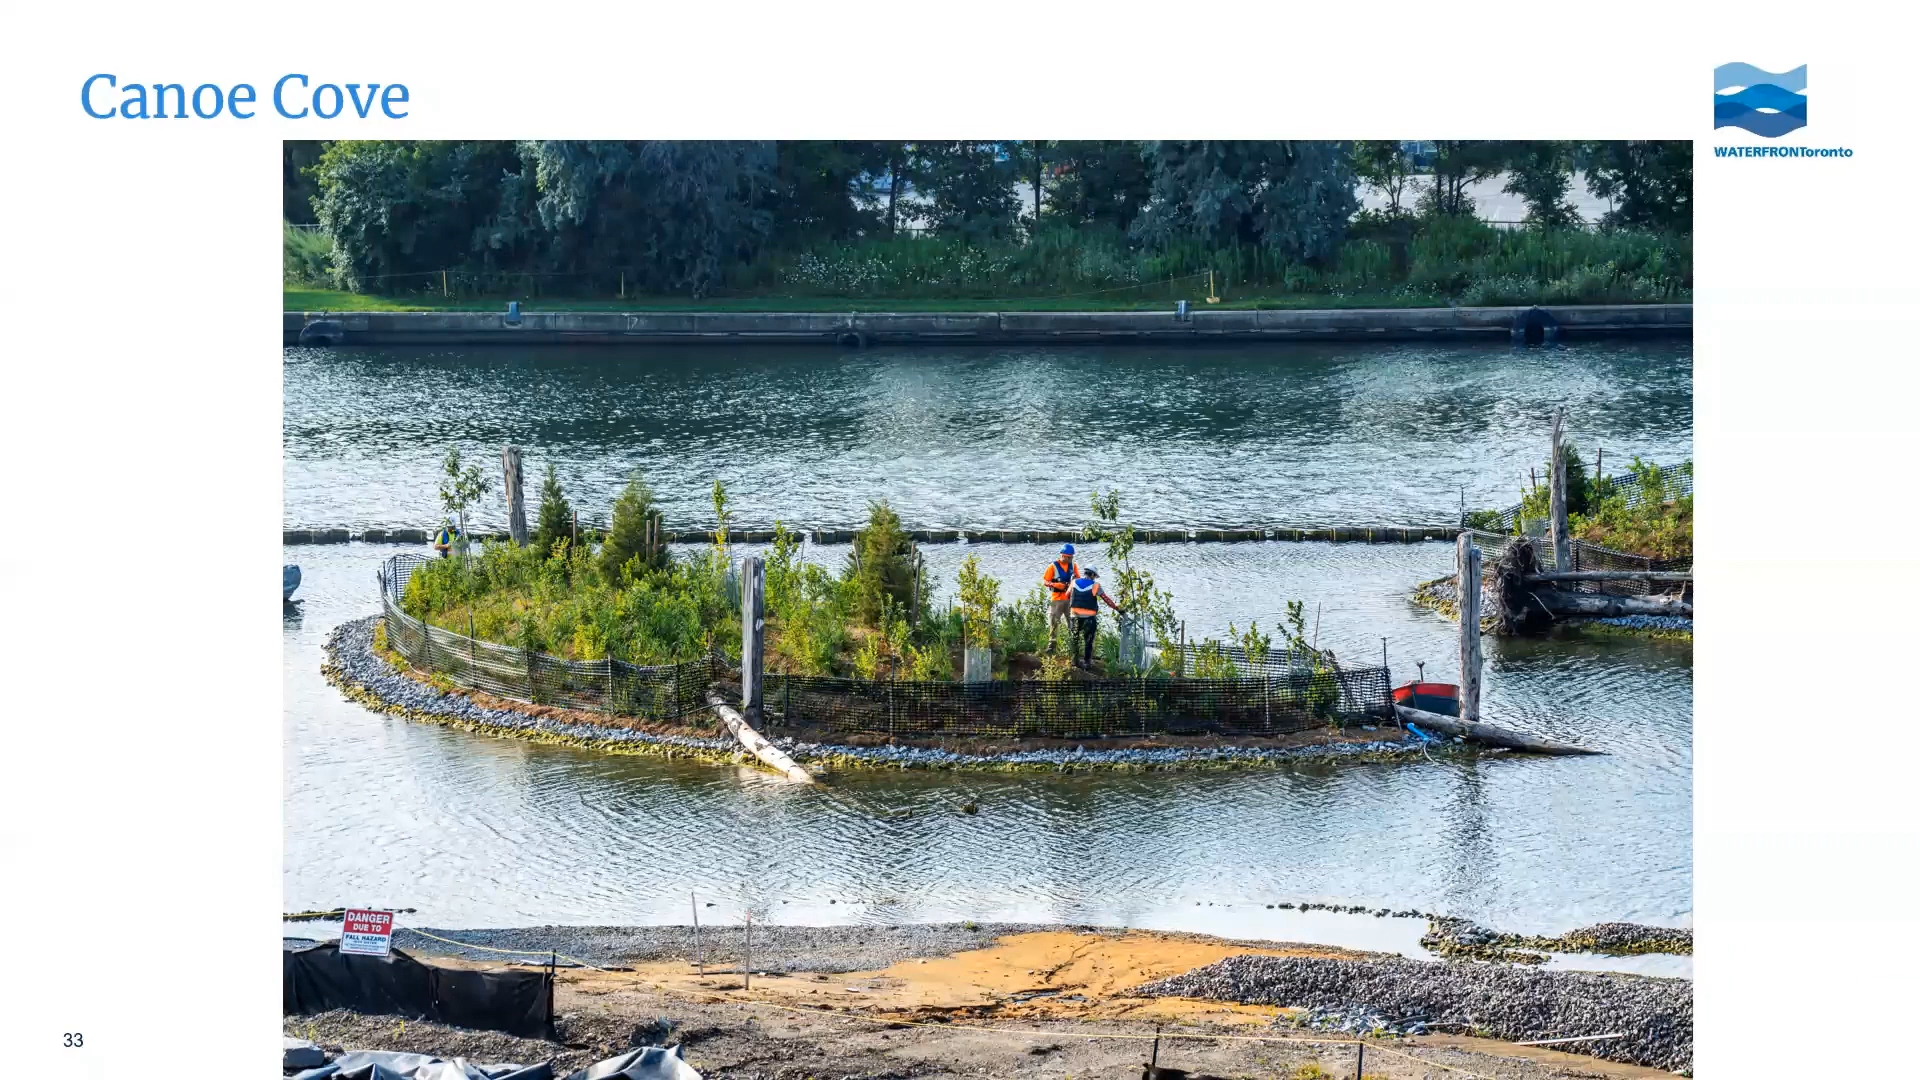 Canoe Cove
WATERFRONToronto
DANGER
DUE TO
FALL HAZARD
33